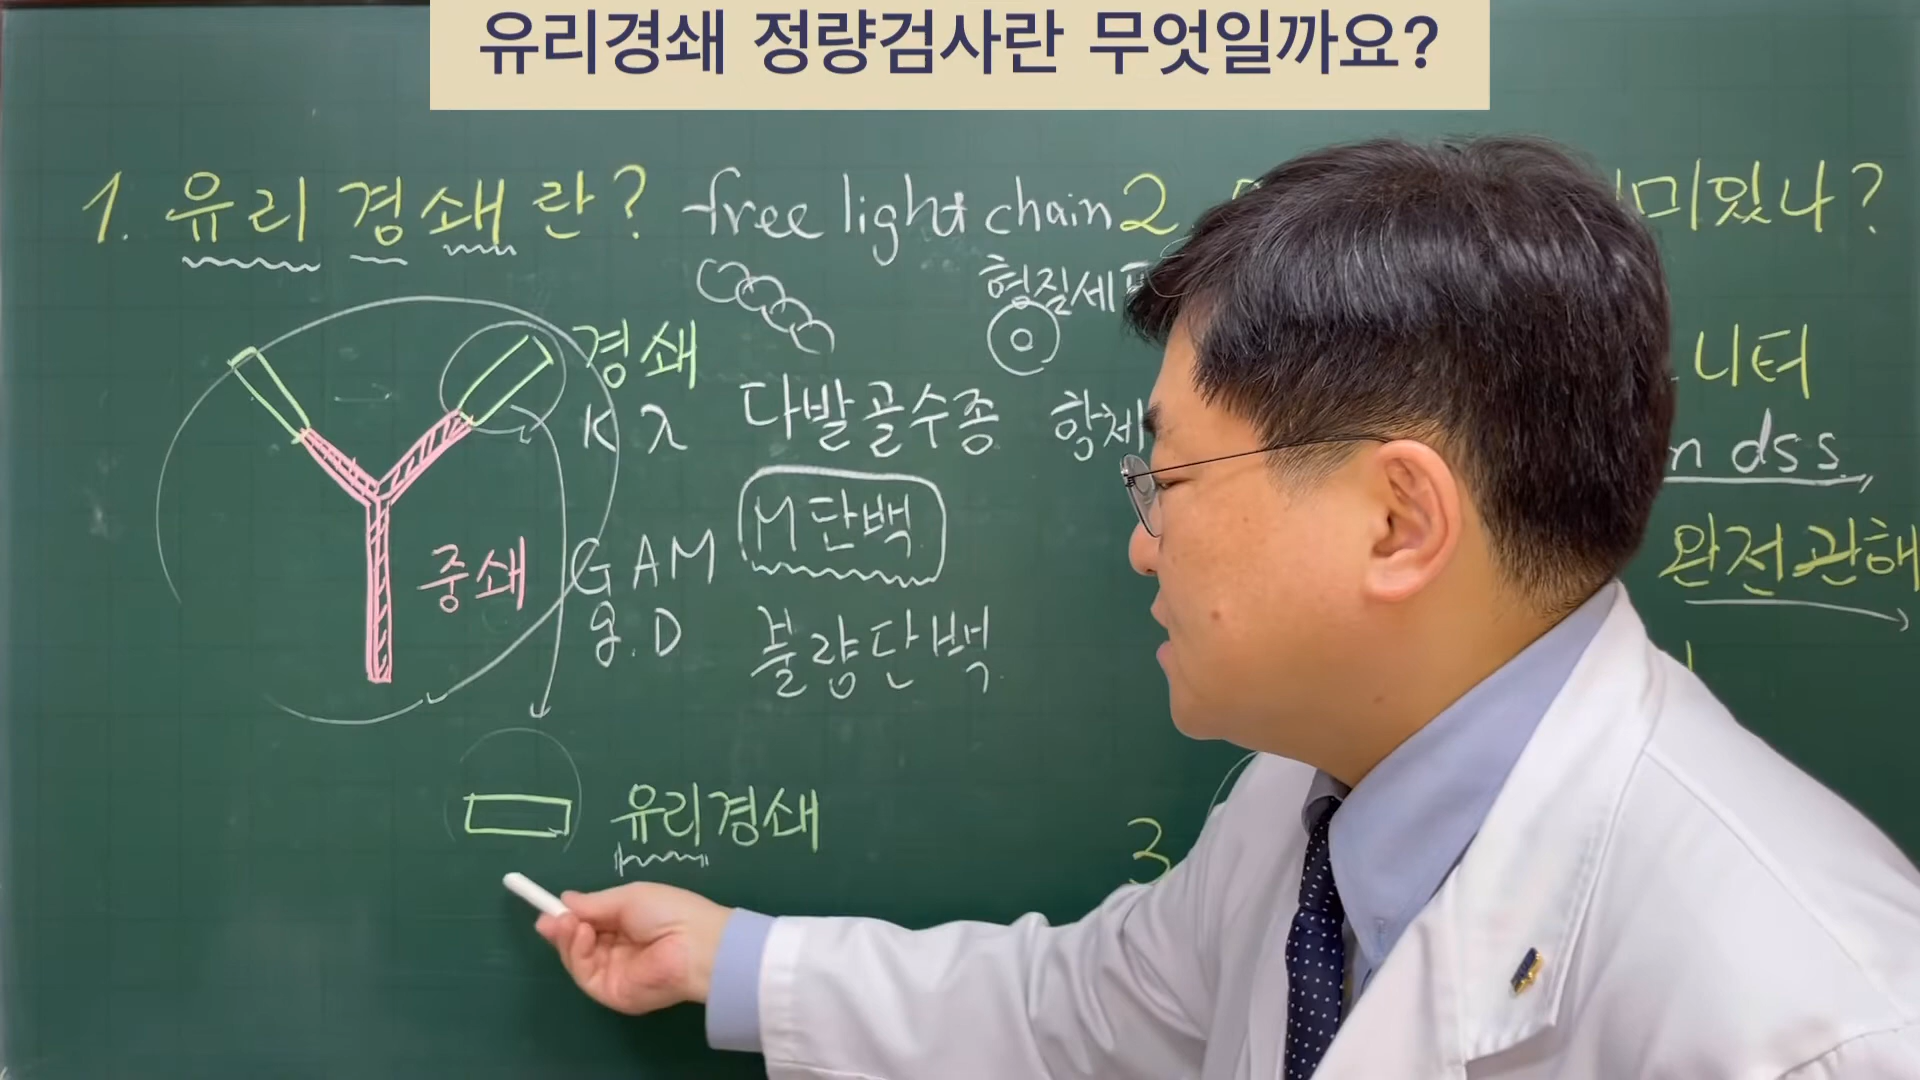 유리경쇄 정량검사란 무엇일까요?
1. 유리경쇄란? free light chain
경쇄
K λ
중쇄
G A M
D
형질세
다발골수종
항체
M단백
불량단백
유리경쇄
2
미있나?
니터
n dss
완전관해
3